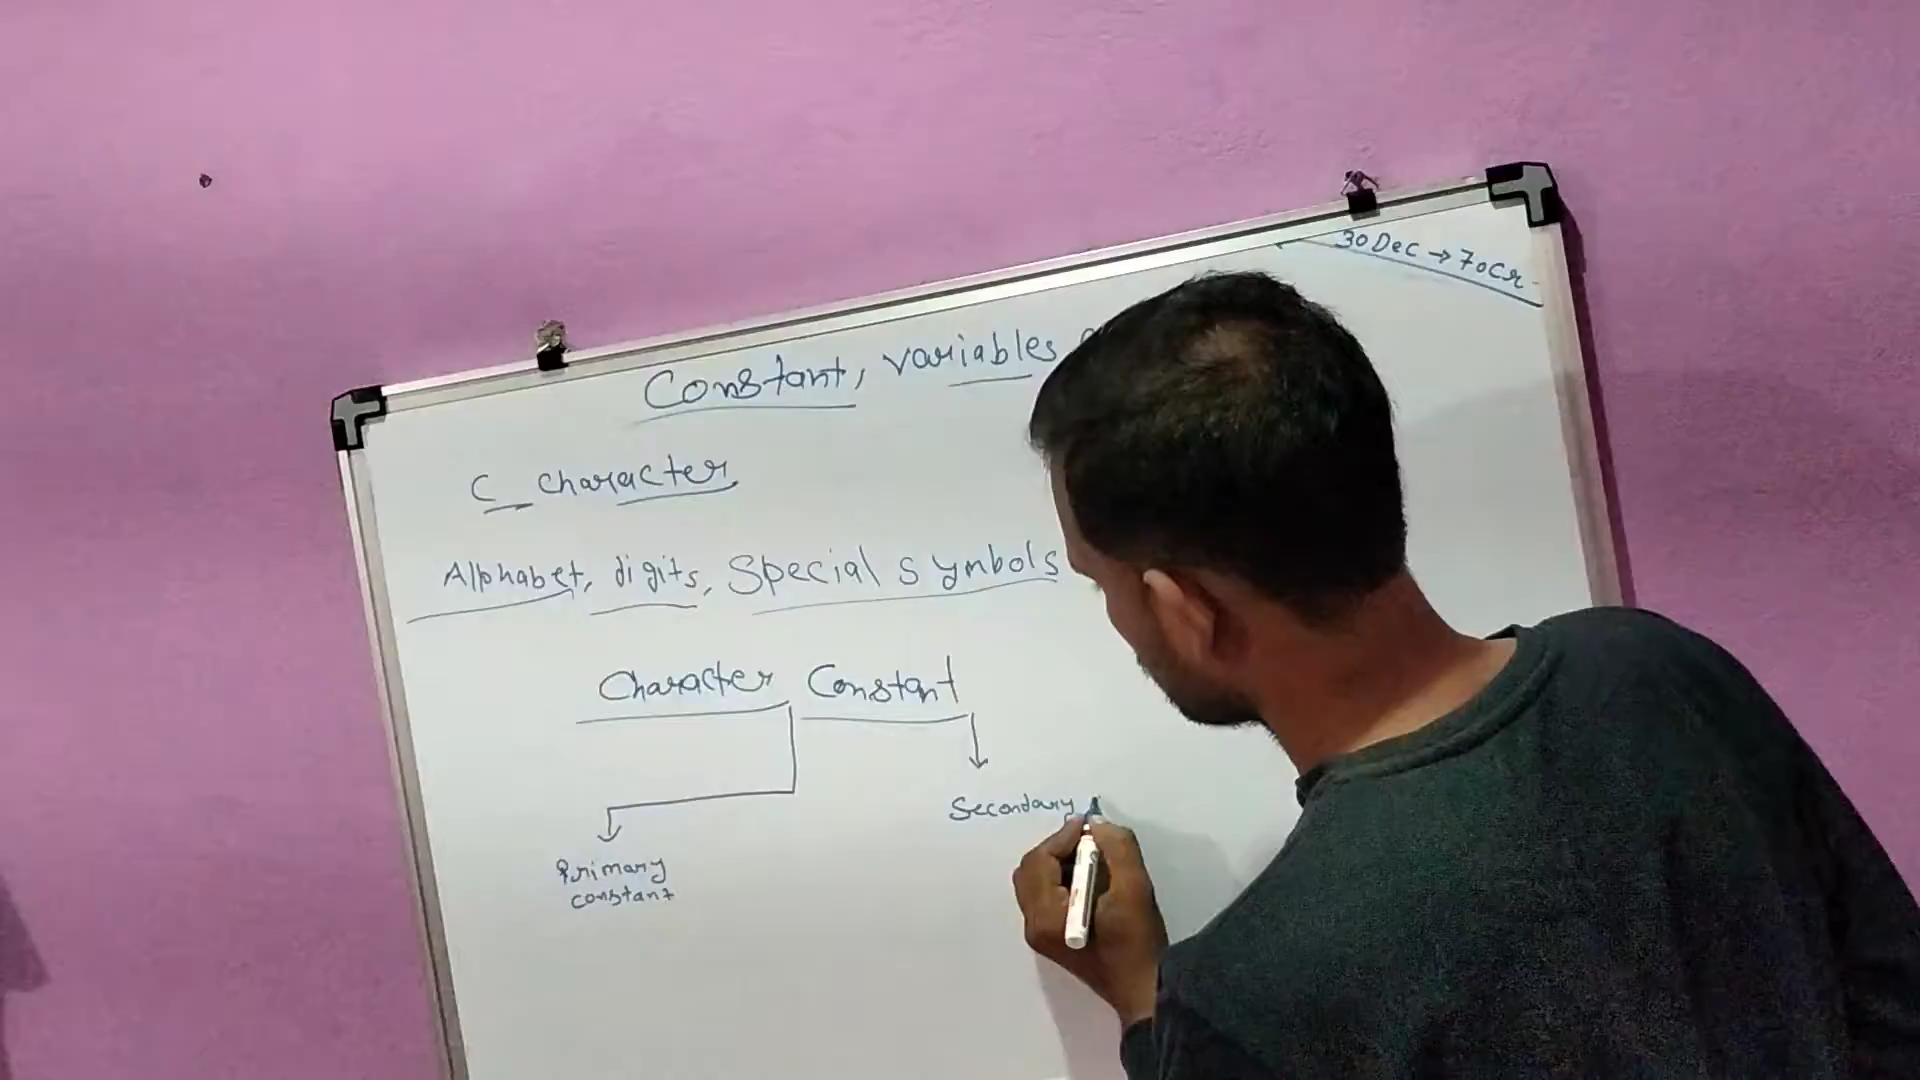 30 Dec → 70Cr
Constant, variables
C character
Alphabet, digits, Special symbols
Character Constant
Secondary
Primary
constant